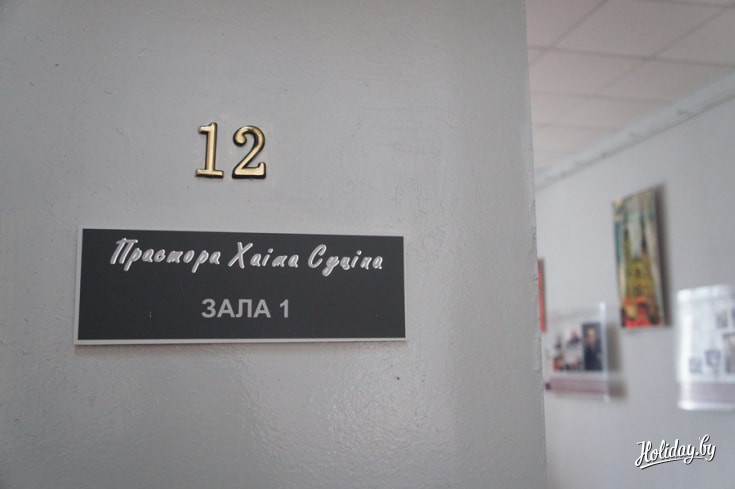 12
Прастора Хаіма Суціна
ЗАЛА 1
Holiday.by